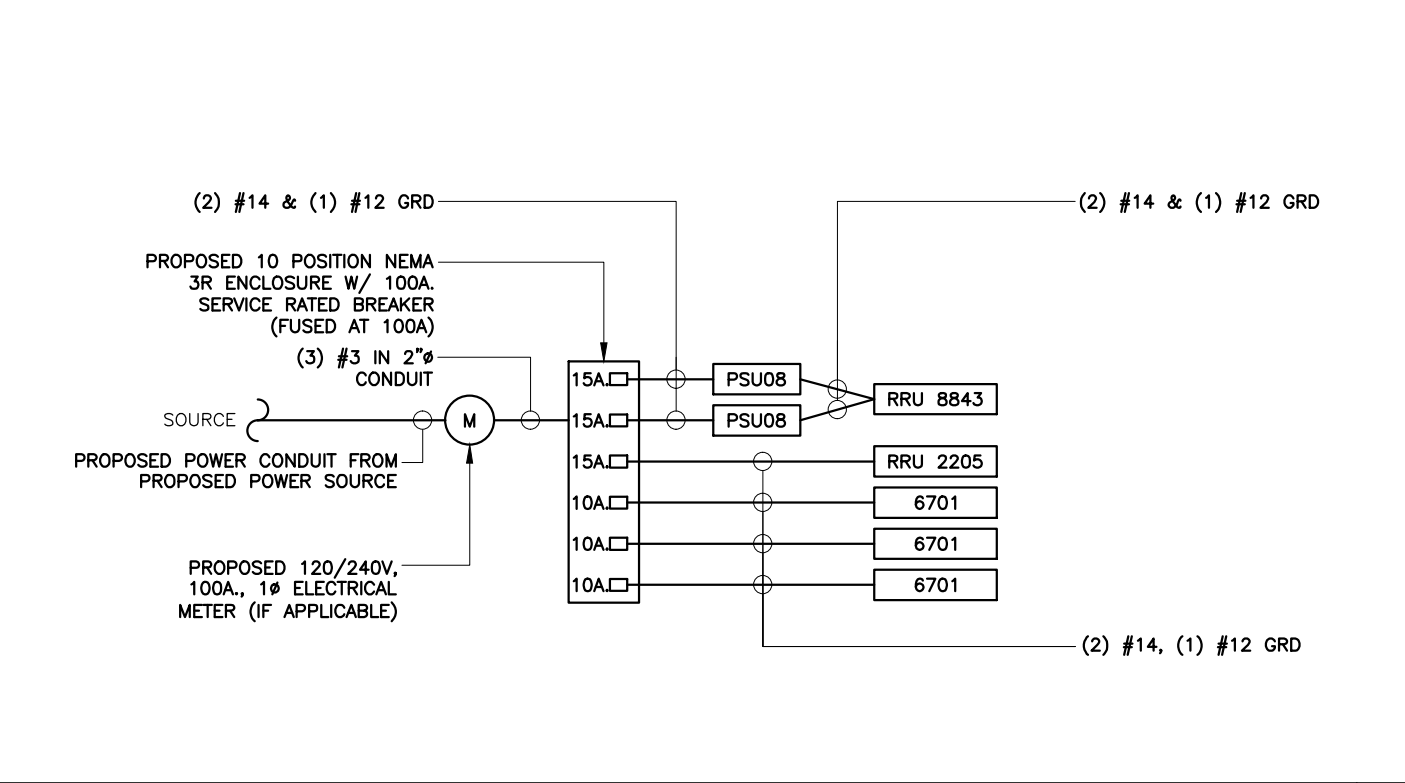 (2) #14 & (1) #12 GRD
(2) #14 & (1) #12 GRD
PROPOSED 10 POSITION NEMA
3R ENCLOSURE W/ 100A.
SERVICE RATED BREAKER
(FUSED AT 100A)
(3) #3 IN 2"ø
CONDUIT
15A.
PSU08
RRU 8843
SOURCE
M
15A.
PSU08
PROPOSED POWER CONDUIT FROM
PROPOSED POWER SOURCE
15A.
RRU 2205
10A.
6701
10A.
6701
10A.
6701
PROPOSED 120/240V,
100A., 1ø ELECTRICAL
METER (IF APPLICABLE)
(2) #14, (1) #12 GRD